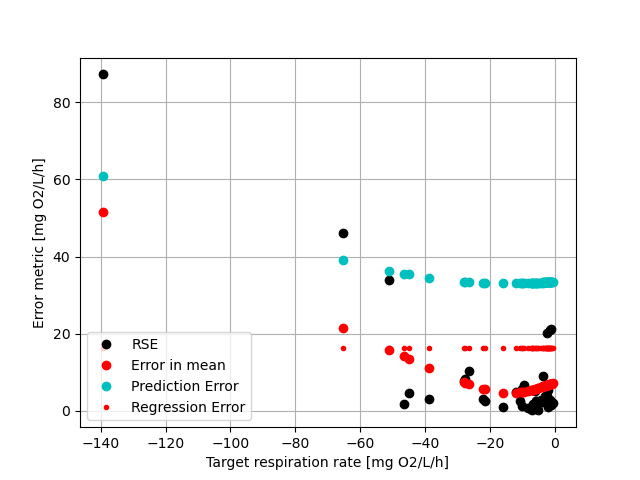 80
60
40
20
0
Error metric [mg O2/L/h]
RSE
Error in mean
Prediction Error
Regression Error
−140
−120
−100
−80
−60
−40
−20
0
Target respiration rate [mg O2/L/h]